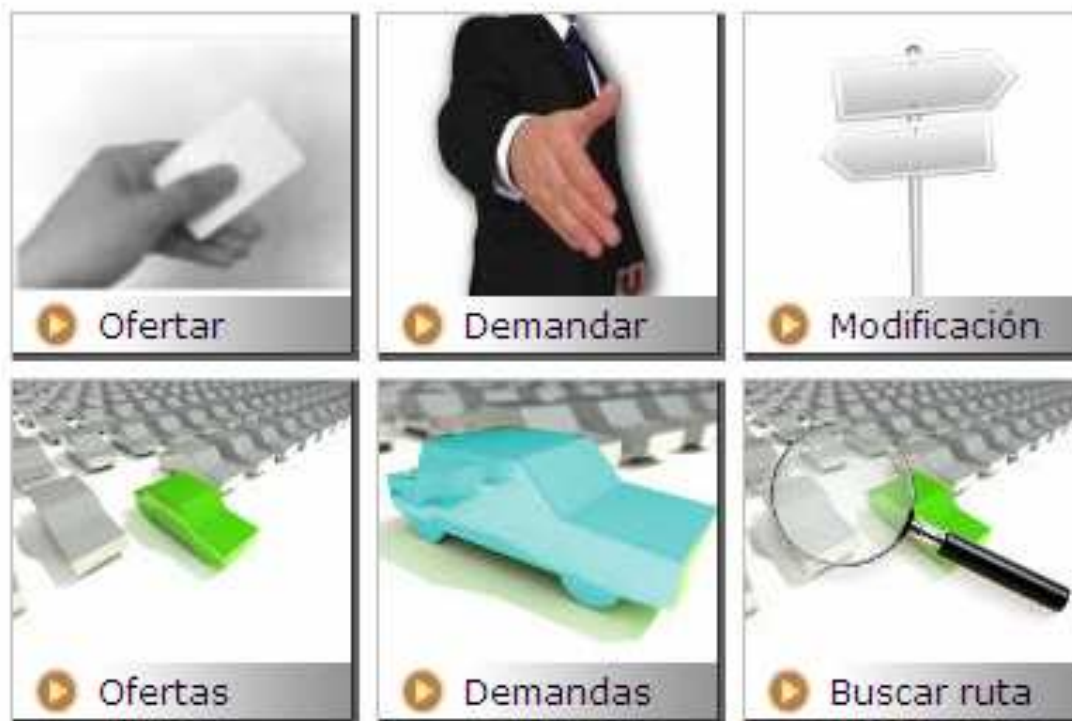 Ofertar
Demandar
Modificación
Ofertas
Demandas
Buscar ruta